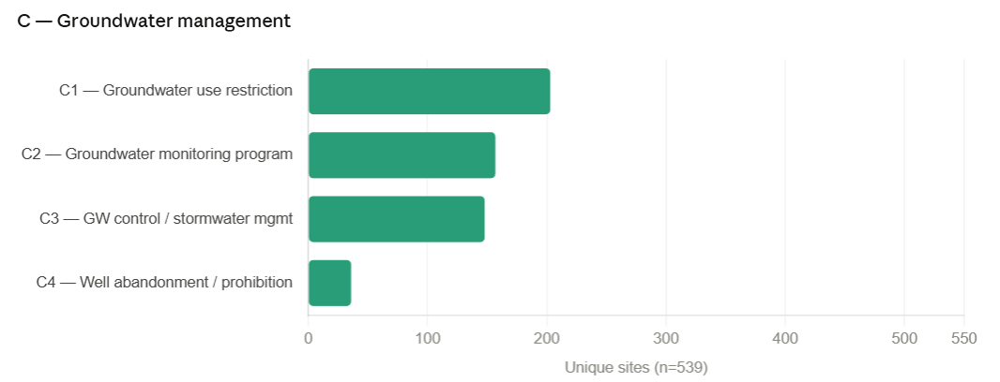 C — Groundwater management
C1 — Groundwater use restriction
C2 — Groundwater monitoring program
C3 — GW control / stormwater mgmt
C4 — Well abandonment / prohibition
0 100 200 300 400 500 550
Unique sites (n=539)